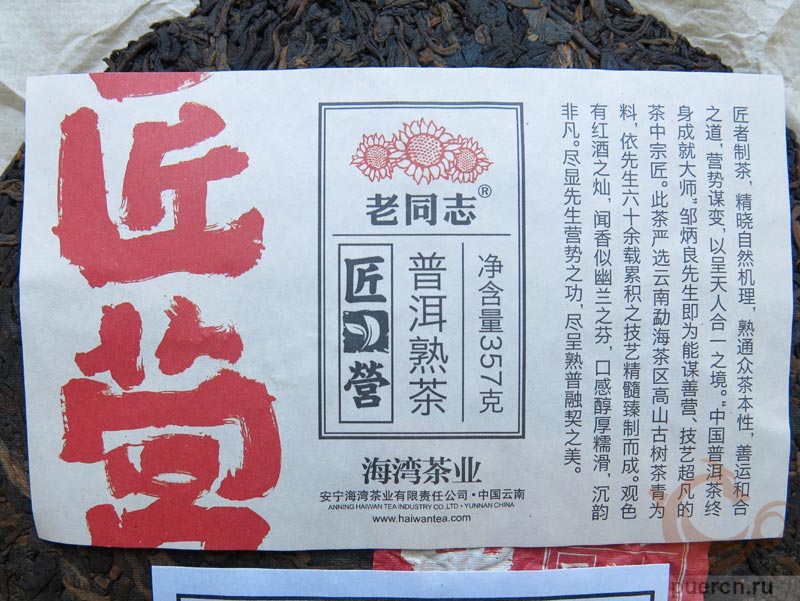 匠营
老同志®
匠营
普洱熟茶
净含量357克
海湾茶业
安宁海湾茶业有限责任公司·中国云南
ANNING HAIWAN TEA INDUSTRY CO.,LTD·YUNNAN CHINA
www.haiwantea.com
匠者制茶，精晓自然机理，熟通众茶本性，善运和合
之道，营势谋变，以呈天人合一之境。“中国普洱茶终
身成就大师”邹炳良先生即为能谋善营、技艺超凡的
茶中宗匠。此茶严选云南勐海茶区高山古树茶青为
料，依先生六十余载累积之技艺精髓臻制而成。观色
有红酒之灿，闻香似幽兰之芬，口感醇厚糯滑，沉韵
非凡。尽显先生营势之功，尽呈熟普融契之美。
puercn.ru